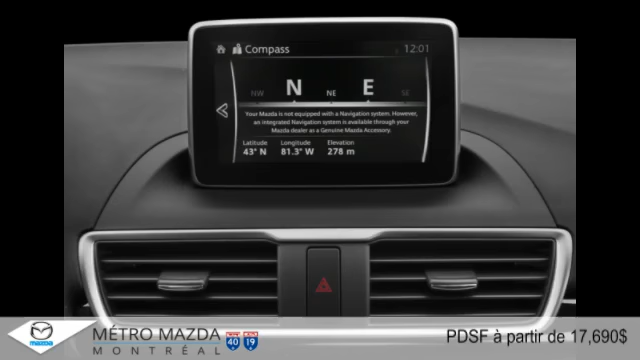 Compass 12:01
NW N NE E SE
Your Mazda is not equipped with a Navigation system. However,
an integrated Navigation system is available through your
Mazda dealer as a Genuine Mazda Accessory.
Latitude Longitude Elevation
43° N 81.3° W 278 m
mazda
MÉTRO MAZDA
MONTRÉAL
40 19
PDSF à partir de 17,690$